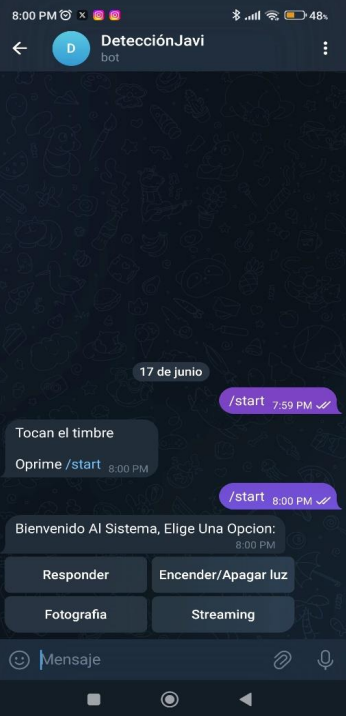 8:00 PM 48%
DetecciónJavi
D
bot
17 de junio
/start 7:59 PM
Tocan el timbre
Oprime /start 8:00 PM
/start 8:00 PM
Bienvenido Al Sistema, Elige Una Opcion:
8:00 PM
Responder Encender/Apagar luz
Fotografia Streaming
Mensaje